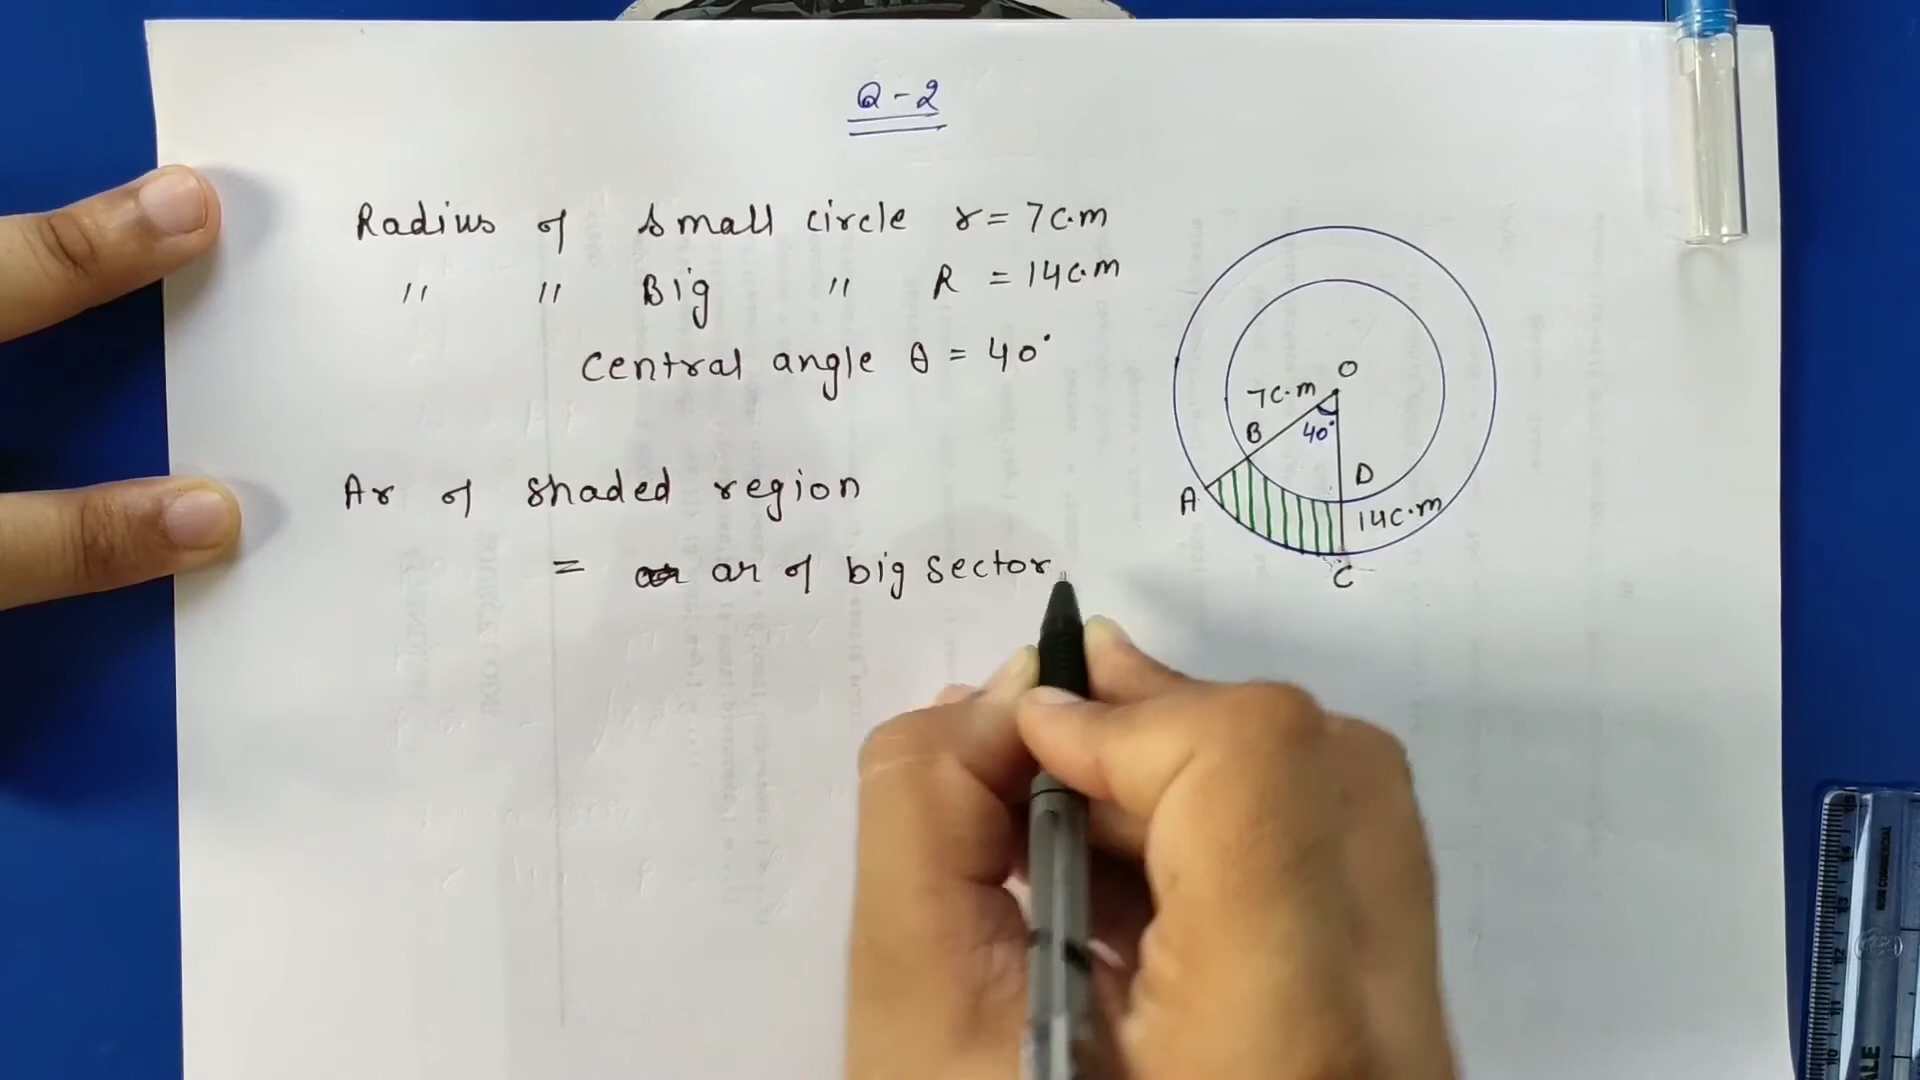 Q-2
Radius of small circle r = 7c.m
" " Big " R = 14c.m
Central angle θ = 40°
O
7c.m
B 40°
D
A 14c.m
C
Ar of shaded region
= ar of big sector